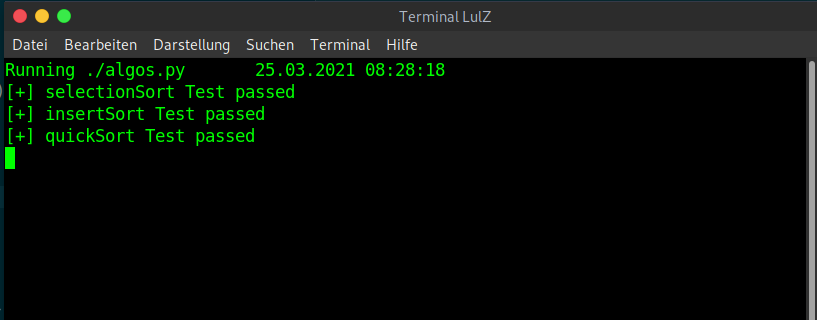 Terminal LulZ
Datei Bearbeiten Darstellung Suchen Terminal Hilfe
Running ./algos.py       25.03.2021 08:28:18
[+] selectionSort Test passed
[+] insertSort Test passed
[+] quickSort Test passed